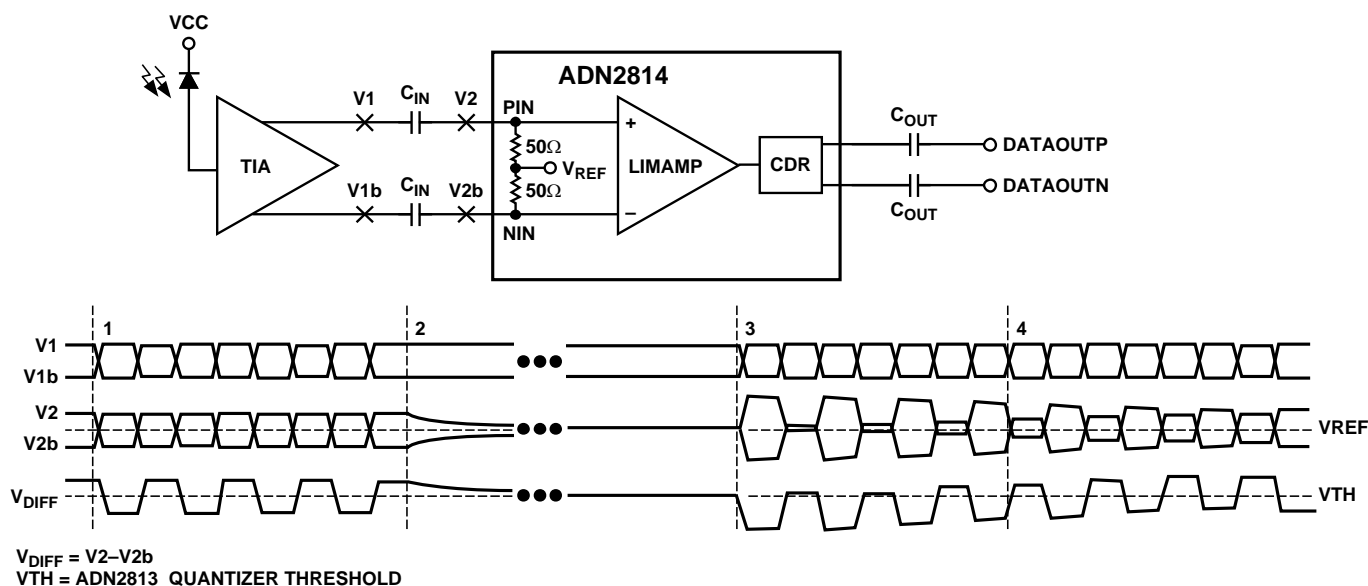 VCC
ADN2814
V1 CIN V2 PIN
TIA
50Ω
VREF
50Ω
V1b CIN V2b
NIN
+
LIMAMP
−
CDR
COUT
DATAOUTP
DATAOUTN
COUT
1 2 3 4
V1
V1b
V2
V2b
VREF
VDIFF
VTH
VDIFF = V2–V2b
VTH = ADN2813 QUANTIZER THRESHOLD